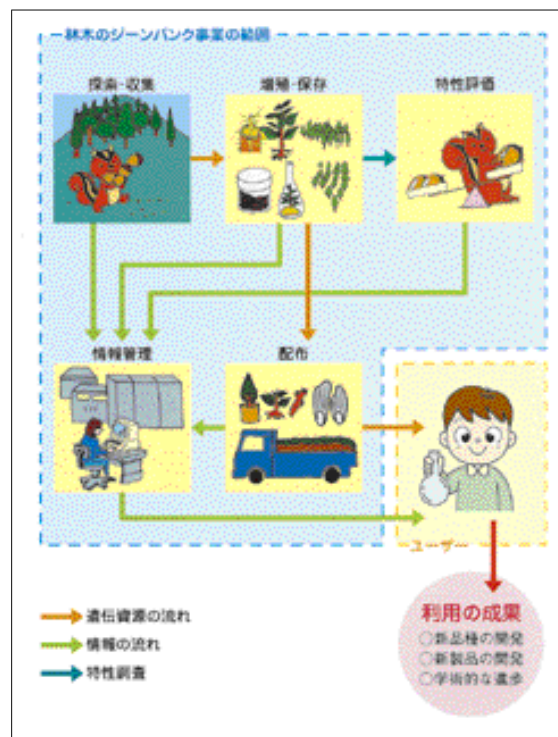 林木のジーンバンク事業の範囲
探索・収集
増殖・保存
特性評価
情報管理
配布
ユーザー
遺伝資源の流れ
情報の流れ
特性調査
利用の成果
○新品種の開発
○新製品の開発
○学術的な進歩